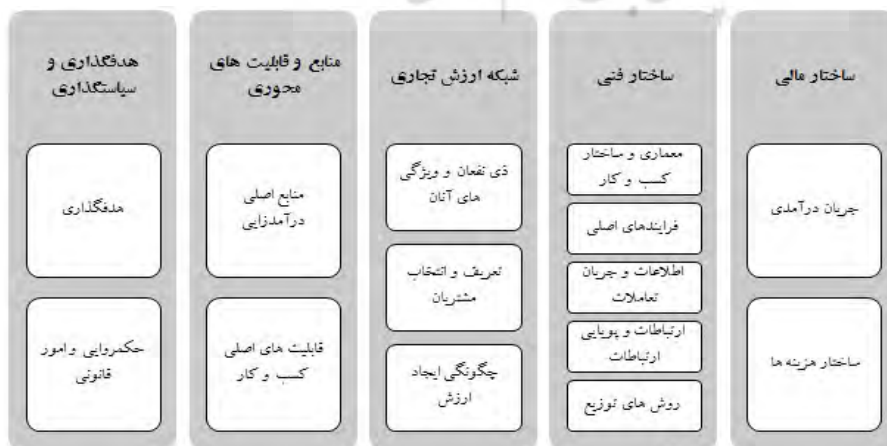 ساختار مالی
جریان درآمدی
ساختار هزینه ها
ساختار فنی
معماری و ساختار
کسب و کار
فرایندهای اصلی
اطلاعات و جریان
تعاملات
ارتباطات و پویایی
ارتباطات
روش های توزیع
شبکه ارزش تجاری
ذی نفعان و ویژگی
های آنان
تعریف و انتخاب
مشتریان
چگونگی ایجاد
ارزش
منابع و قابلیت های
محوری
منابع اصلی
درآمدزایی
قابلیت های اصلی
کسب و کار
هدفگذاری و
سیاستگذاری
هدفگذاری
حکمروایی و امور
قانونی